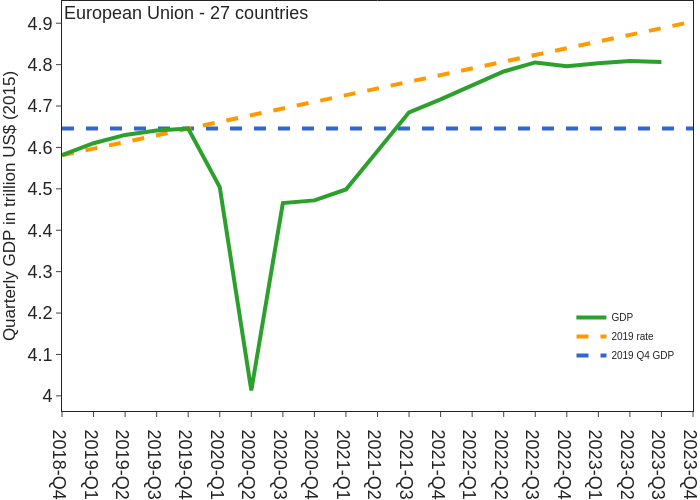 European Union - 27 countries
Quarterly GDP in trillion US$ (2015)
4.9
4.8
4.7
4.6
4.5
4.4
4.3
4.2
4.1
4
GDP
2019 rate
2019 Q4 GDP
2018-Q4
2019-Q1
2019-Q2
2019-Q3
2019-Q4
2020-Q1
2020-Q2
2020-Q3
2020-Q4
2021-Q1
2021-Q2
2021-Q3
2021-Q4
2022-Q1
2022-Q2
2022-Q3
2022-Q4
2023-Q1
2023-Q2
2023-Q3
2023-Q4